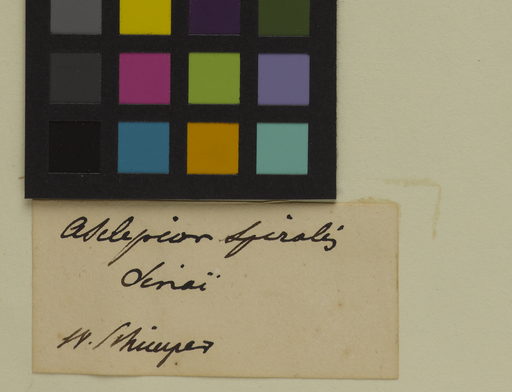 Asclepias spiralis
Sinaï
W. Schimper